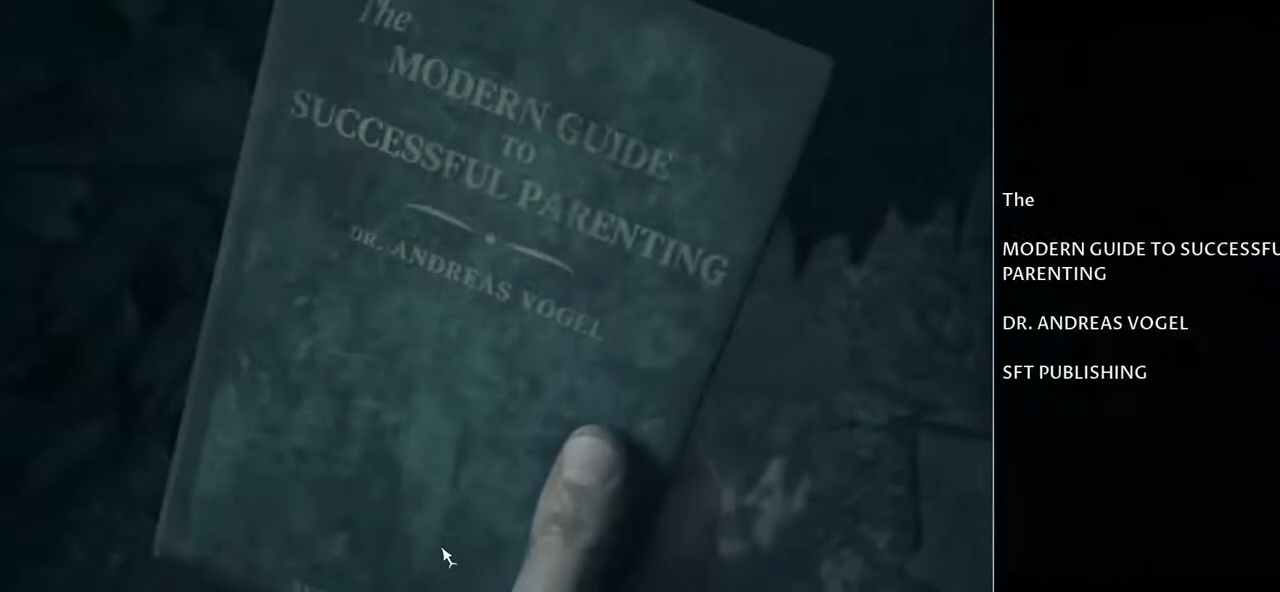 The
MODERN GUIDE
TO
SUCCESSFUL PARENTING
DR. ANDREAS VOGEL
The
MODERN GUIDE TO SUCCESSFU
PARENTING
DR. ANDREAS VOGEL
SFT PUBLISHING